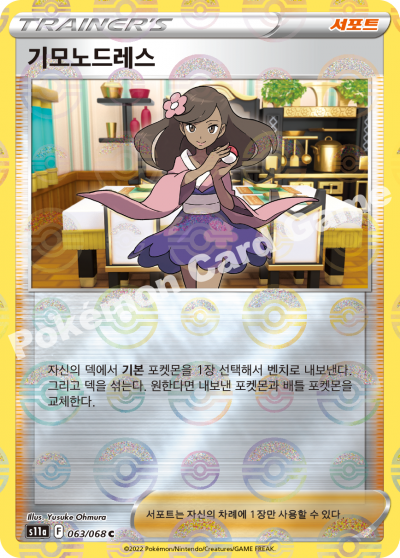 TRAINER'S
서포트
기모노드레스
Pokémon Card Game
자신의 덱에서 기본 포켓몬을 1장 선택해서 벤치로 내보낸다.
그리고 덱을 섞는다. 원한다면 내보낸 포켓몬과 배틀 포켓몬을
교체한다.
Illus. Yusuke Ohmura
s11a F 063/068 C
서포트는 자신의 차례에 1장만 사용할 수 있다.
©2022 Pokémon/Nintendo/Creatures/GAME FREAK.